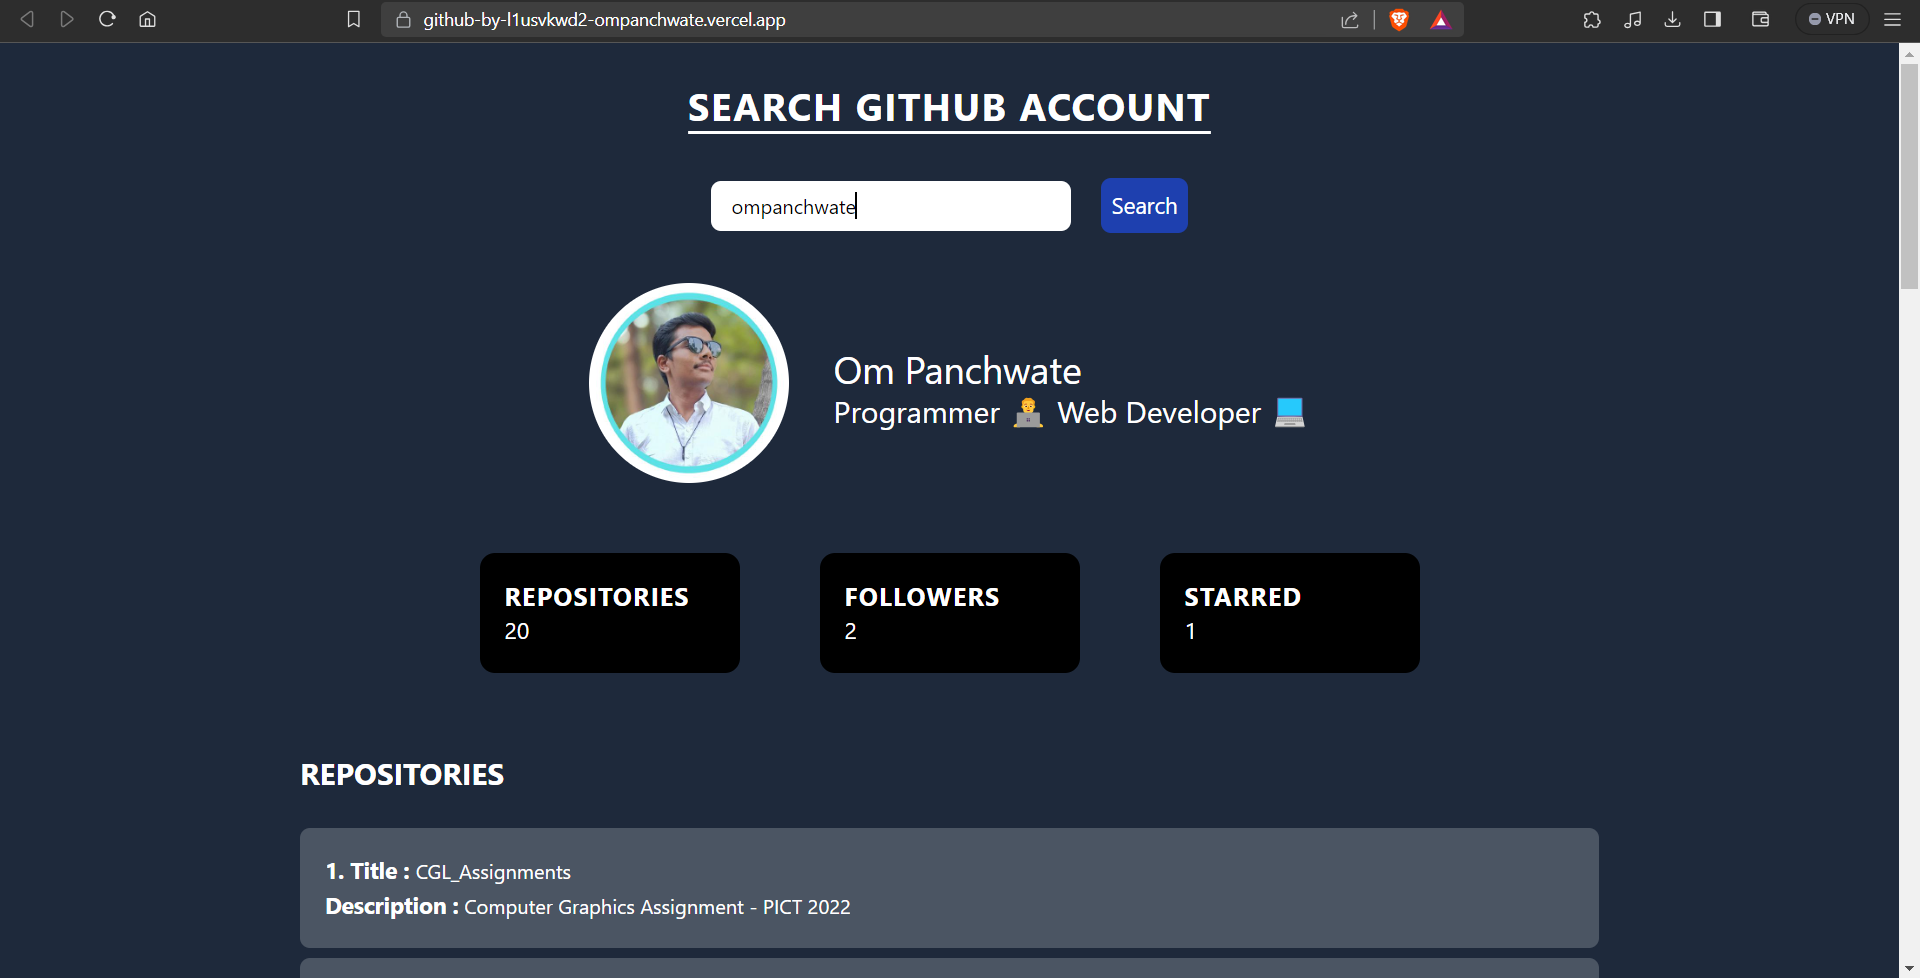 github-by-l1usvkwd2-ompanchwate.vercel.app
VPN
SEARCH GITHUB ACCOUNT
ompanchwate
Search
Om Panchwate
Programmer 👨‍💻 Web Developer 💻
REPOSITORIES
20
FOLLOWERS
2
STARRED
1
REPOSITORIES
1. Title : CGL_Assignments
Description : Computer Graphics Assignment - PICT 2022